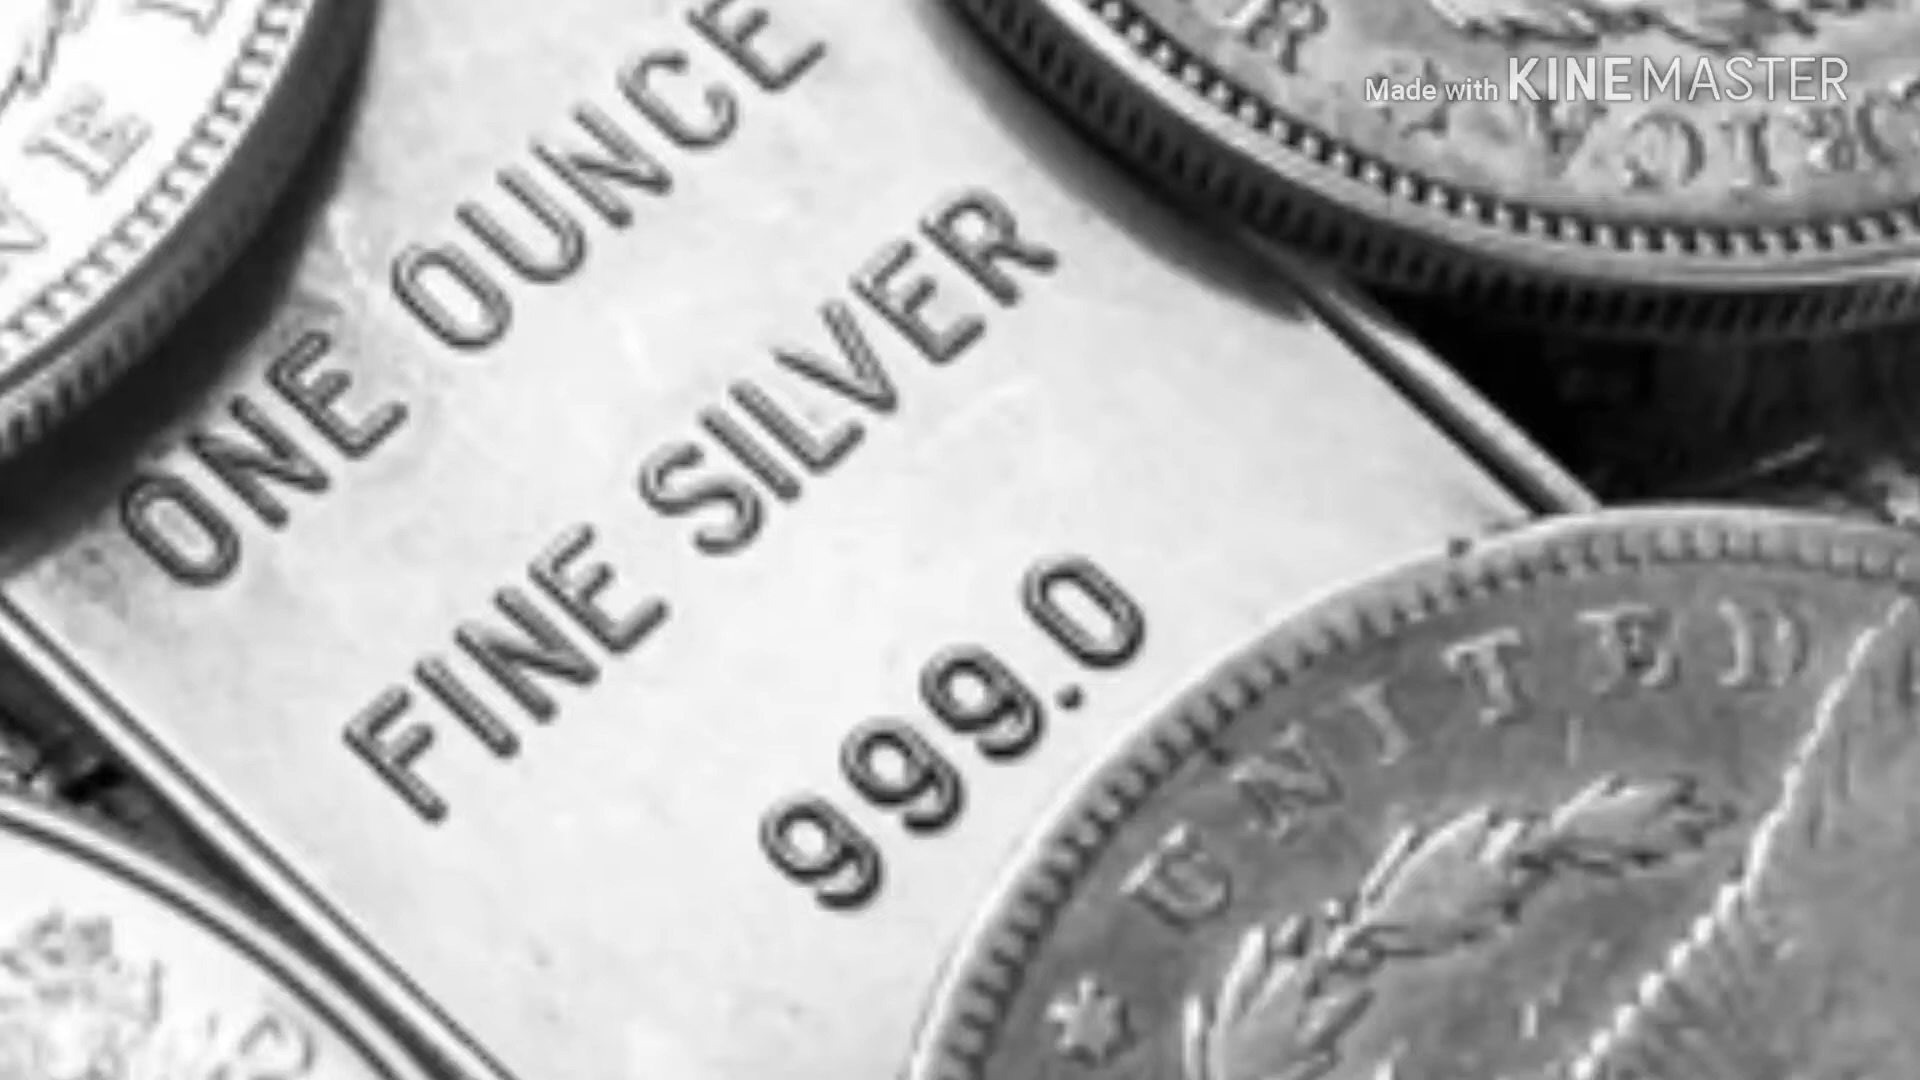 Made with KINEMASTER
ONE OUNCE
FINE SILVER
999.0
UNITED